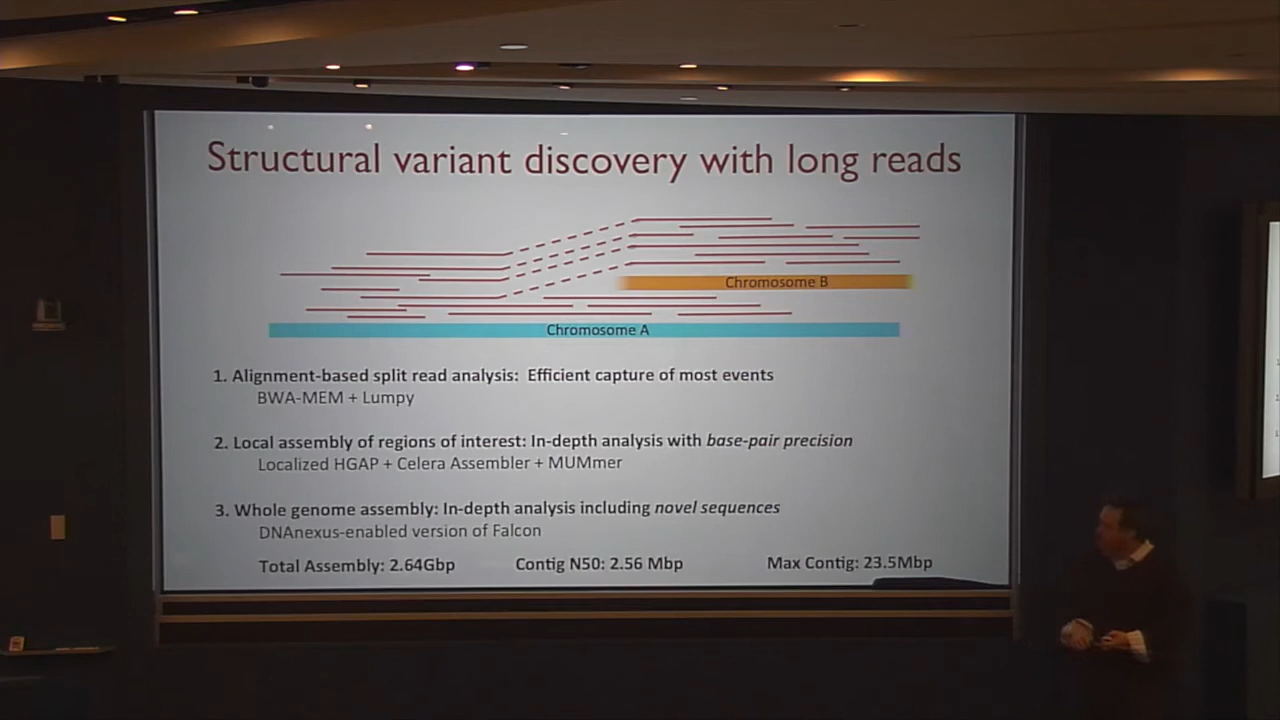 Structural variant discovery with long reads
Chromosome B
Chromosome A
1. Alignment-based split read analysis: Efficient capture of most events
BWA-MEM + Lumpy
2. Local assembly of regions of interest: In-depth analysis with base-pair precision
Localized HGAP + Celera Assembler + MUMmer
3. Whole genome assembly: In-depth analysis including novel sequences
DNAnexus-enabled version of Falcon
Total Assembly: 2.64Gbp Contig N50: 2.56 Mbp Max Contig: 23.5Mbp